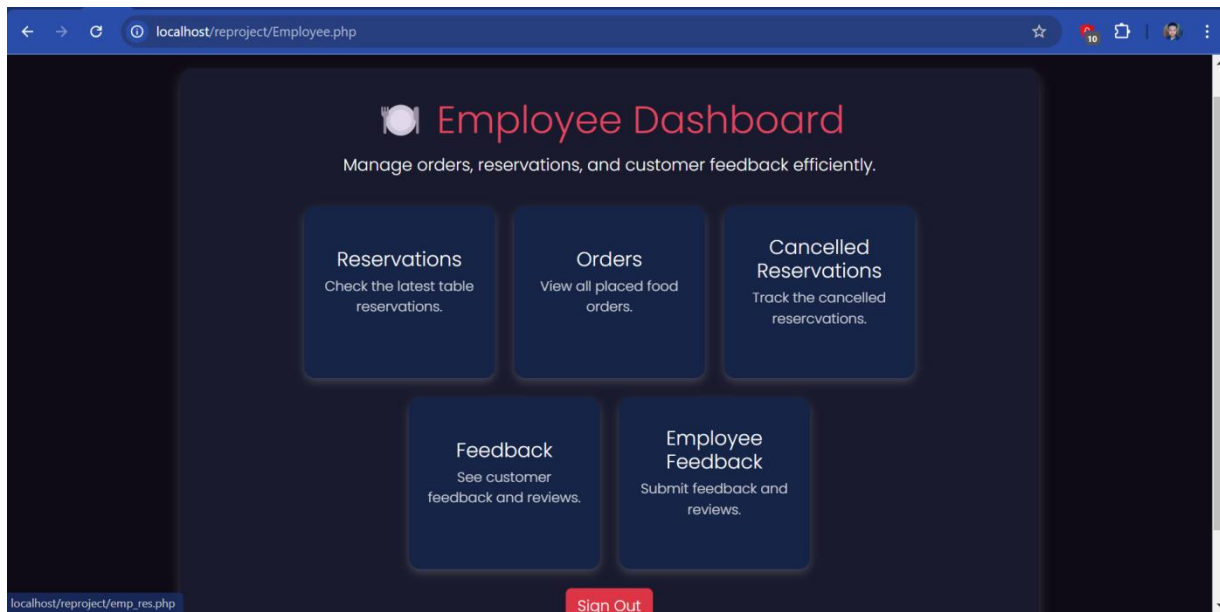 localhost/reproject/Employee.php
10
Employee Dashboard
Manage orders, reservations, and customer feedback efficiently.
Reservations
Check the latest table
reservations.
Orders
View all placed food
orders.
Cancelled
Reservations
Track the cancelled
resercvations.
Feedback
See customer
feedback and reviews.
Employee
Feedback
Submit feedback and
reviews.
Sign Out
localhost/reproject/emp_res.php